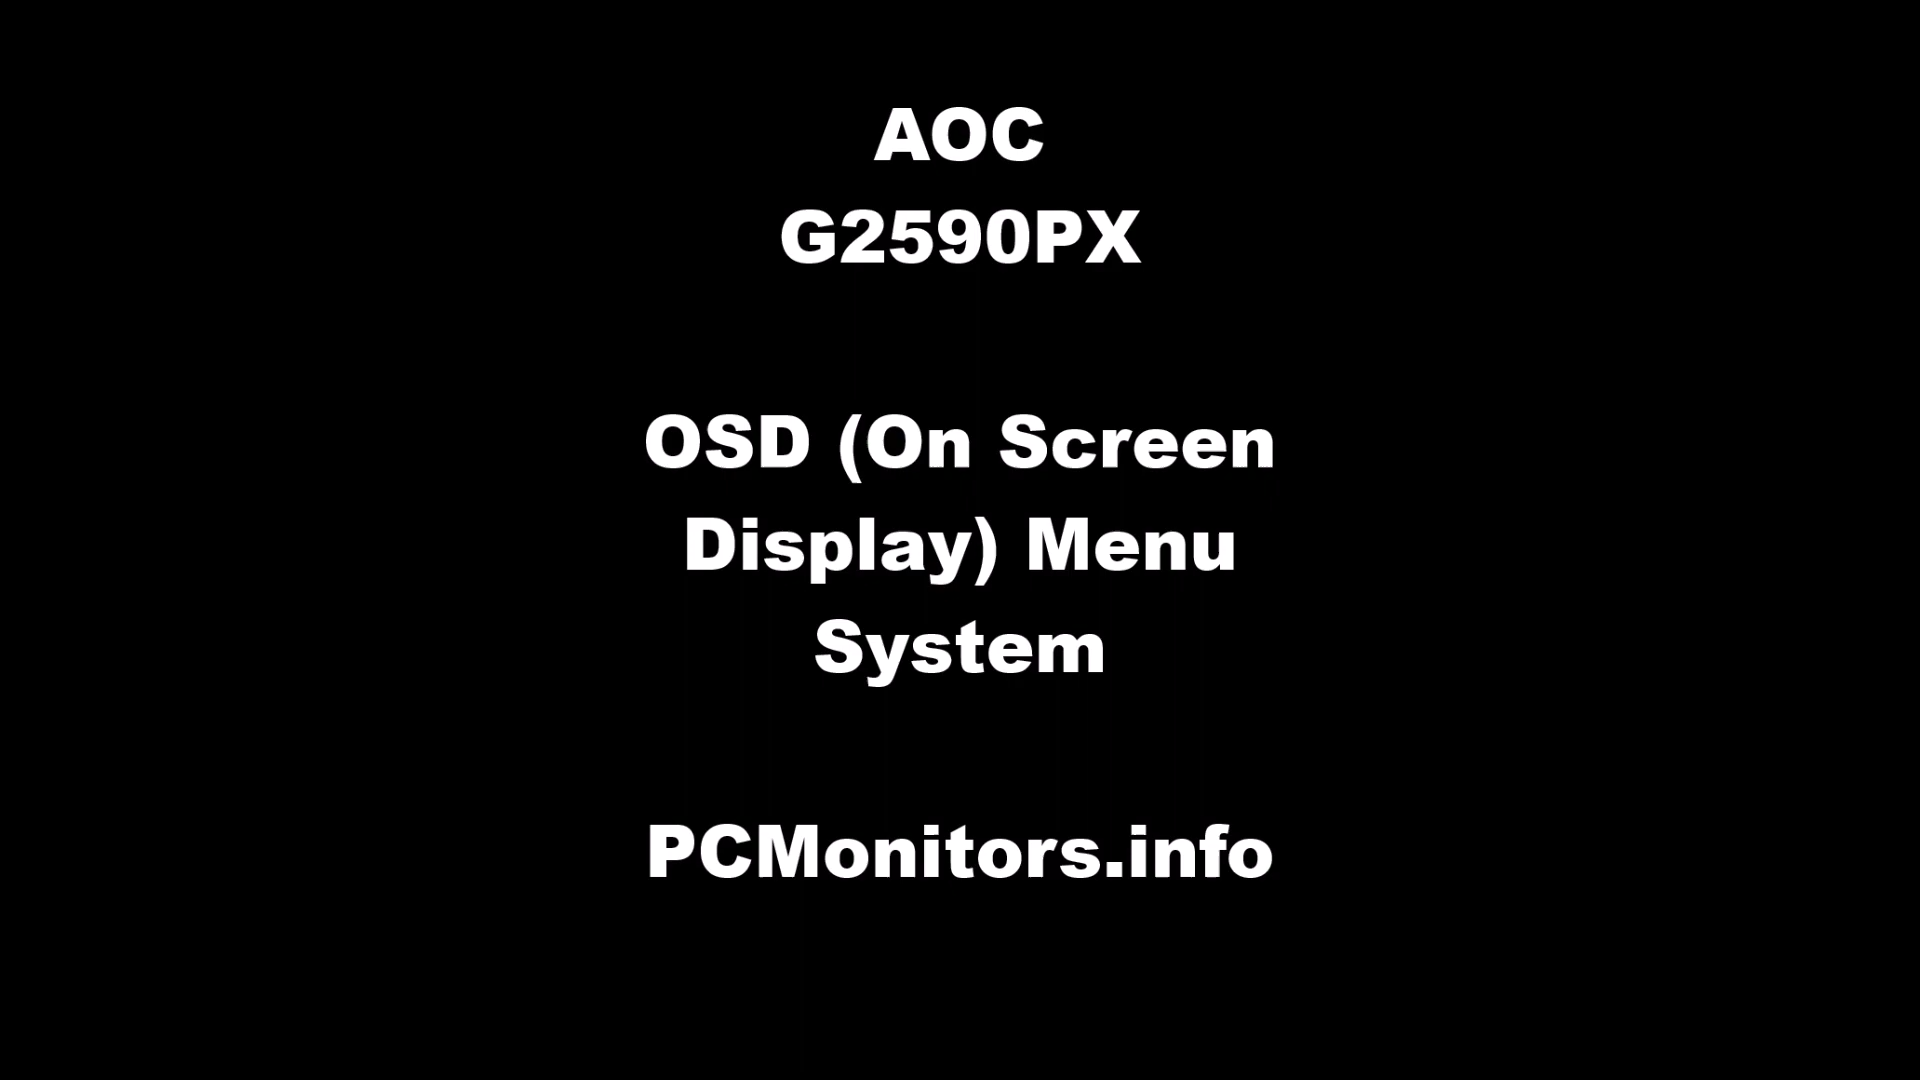 AOC
G2590PX
OSD (On Screen
Display) Menu
System
PCMonitors.info